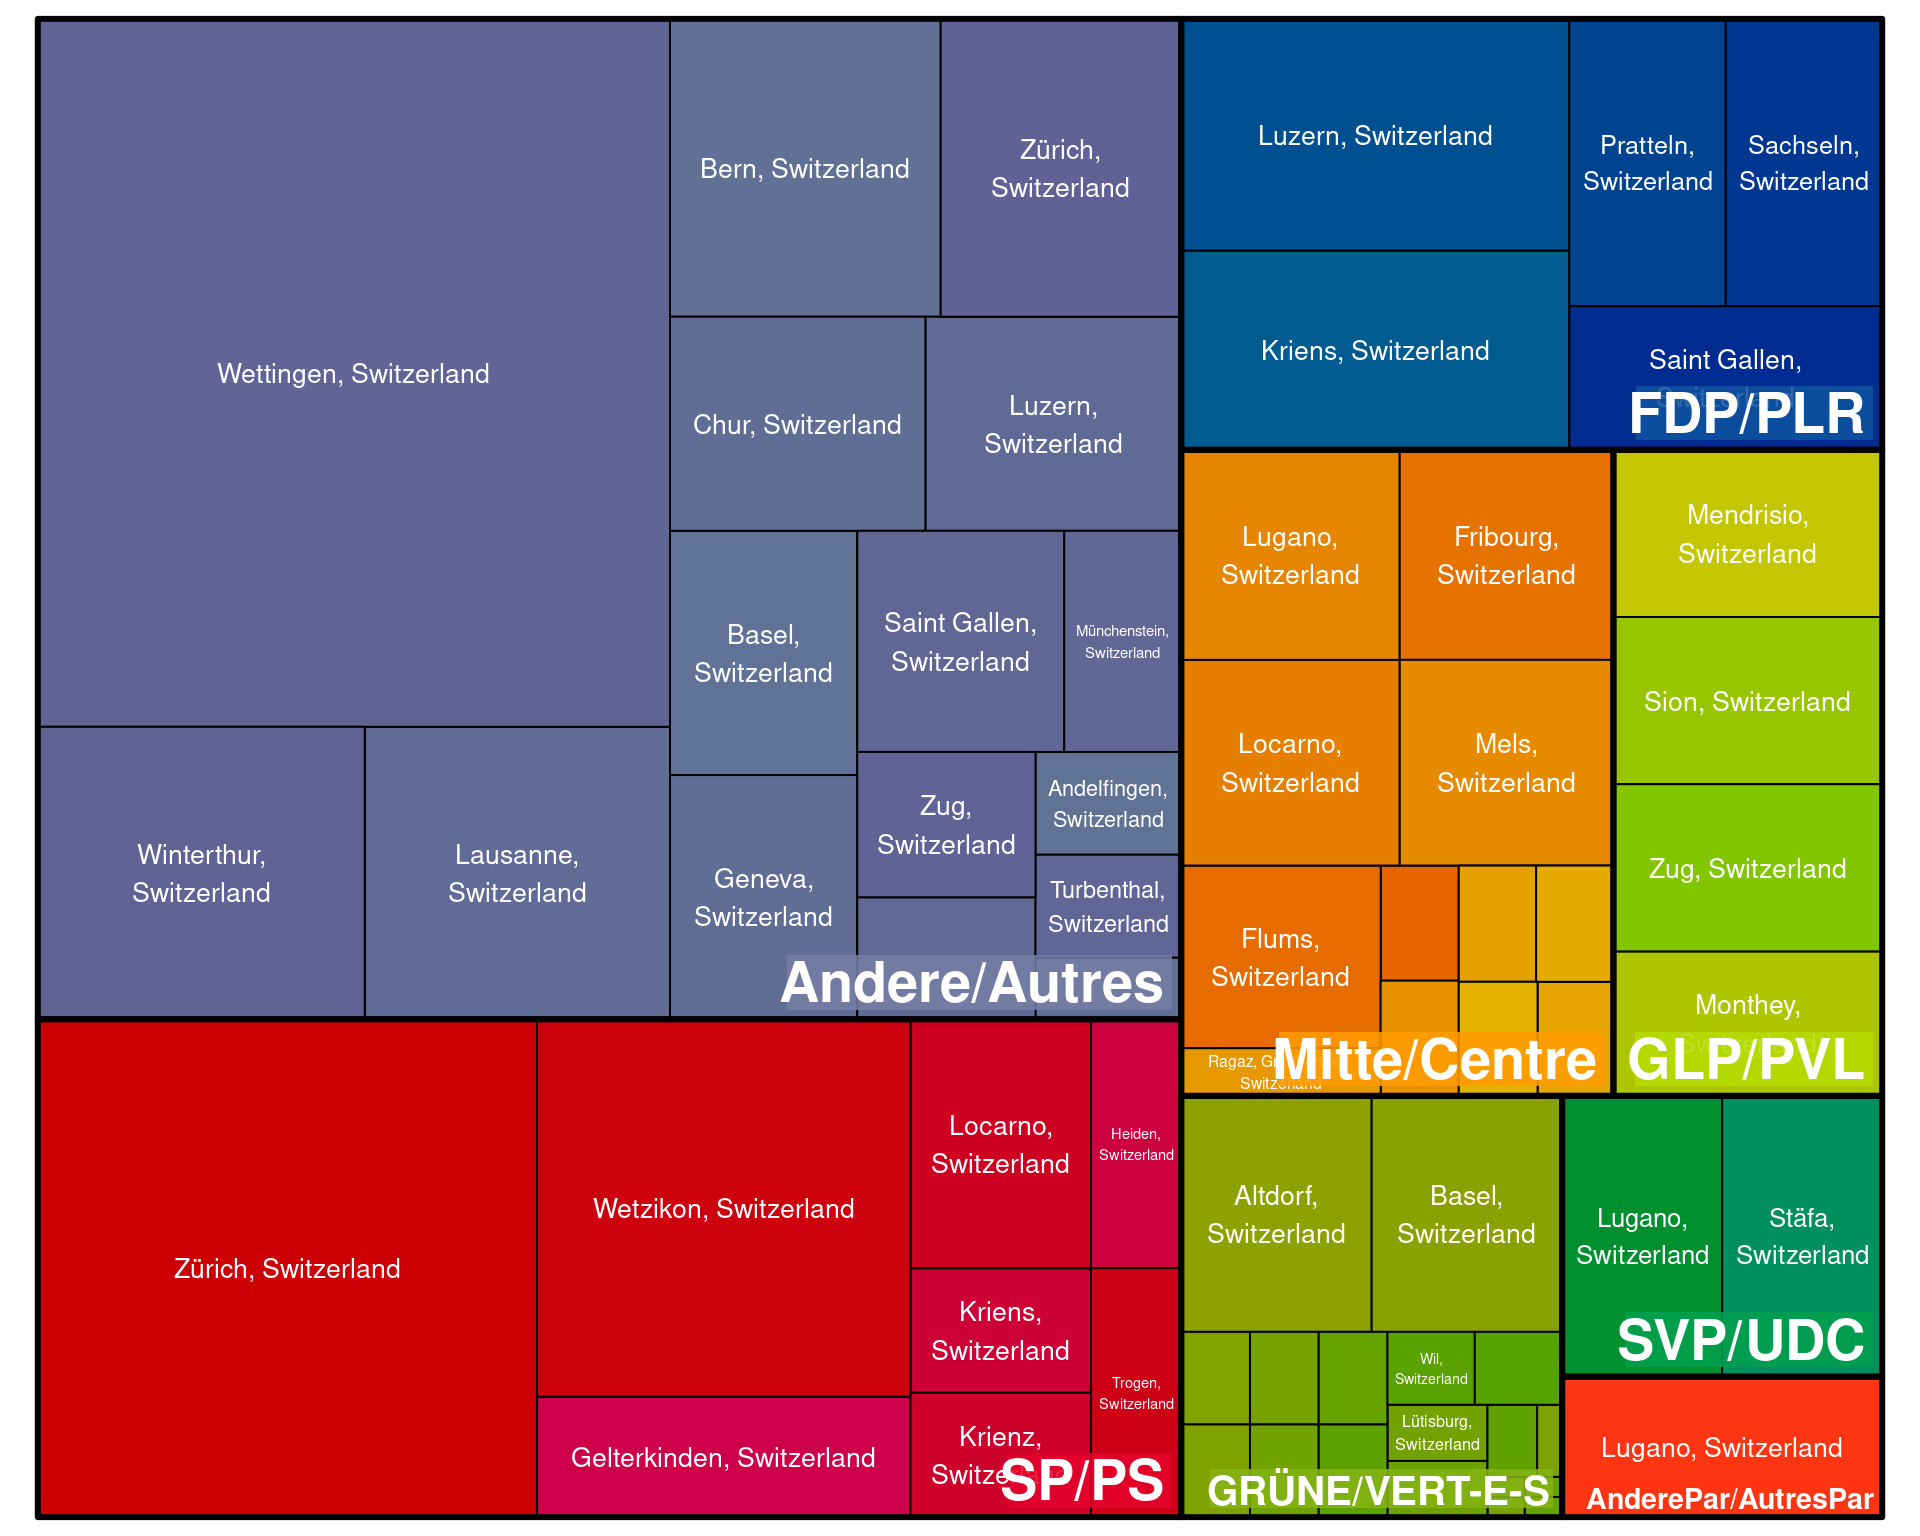 Wettingen, Switzerland
Bern, Switzerland
Zürich,
Switzerland
Chur, Switzerland
Luzern,
Switzerland
Basel,
Switzerland
Saint Gallen,
Switzerland
Münchenstein,
Switzerland
Winterthur,
Switzerland
Lausanne,
Switzerland
Geneva,
Switzerland
Zug,
Switzerland
Andelfingen,
Switzerland
Turbenthal,
Switzerland
Andere/Autres
Luzern, Switzerland
Kriens, Switzerland
Pratteln,
Switzerland
Sachseln,
Switzerland
Saint Gallen,
Switzerland
FDP/PLR
Lugano,
Switzerland
Fribourg,
Switzerland
Locarno,
Switzerland
Mels,
Switzerland
Flums,
Switzerland
Ragaz,
Switzerland
Mitte/Centre
Mendrisio,
Switzerland
Sion, Switzerland
Zug, Switzerland
Monthey,
Switzerland
GLP/PVL
Zürich, Switzerland
Wetzikon, Switzerland
Gelterkinden, Switzerland
Locarno,
Switzerland
Heiden,
Switzerland
Kriens,
Switzerland
Krienz,
Switzerland
Trogen,
Switzerland
SP/PS
Altdorf,
Switzerland
Basel,
Switzerland
Wil,
Switzerland
Lütisburg,
Switzerland
GRÜNE/VERT-E-S
Lugano,
Switzerland
Stäfa,
Switzerland
SVP/UDC
Lugano, Switzerland
AnderePar/AutresPar